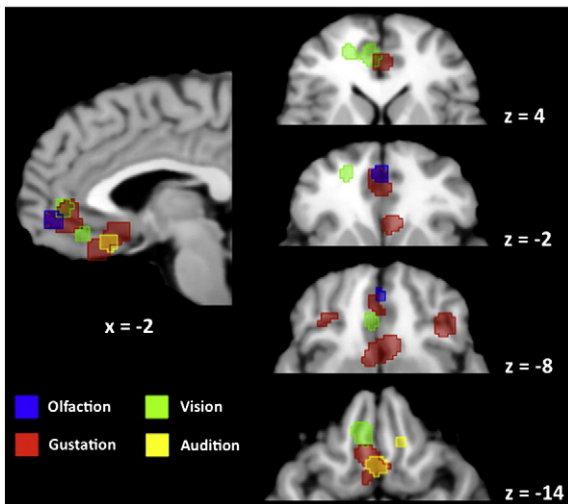 z = 4
z = -2
x = -2
z = -8
Olfaction
Vision
Gustation
Audition
z = -14